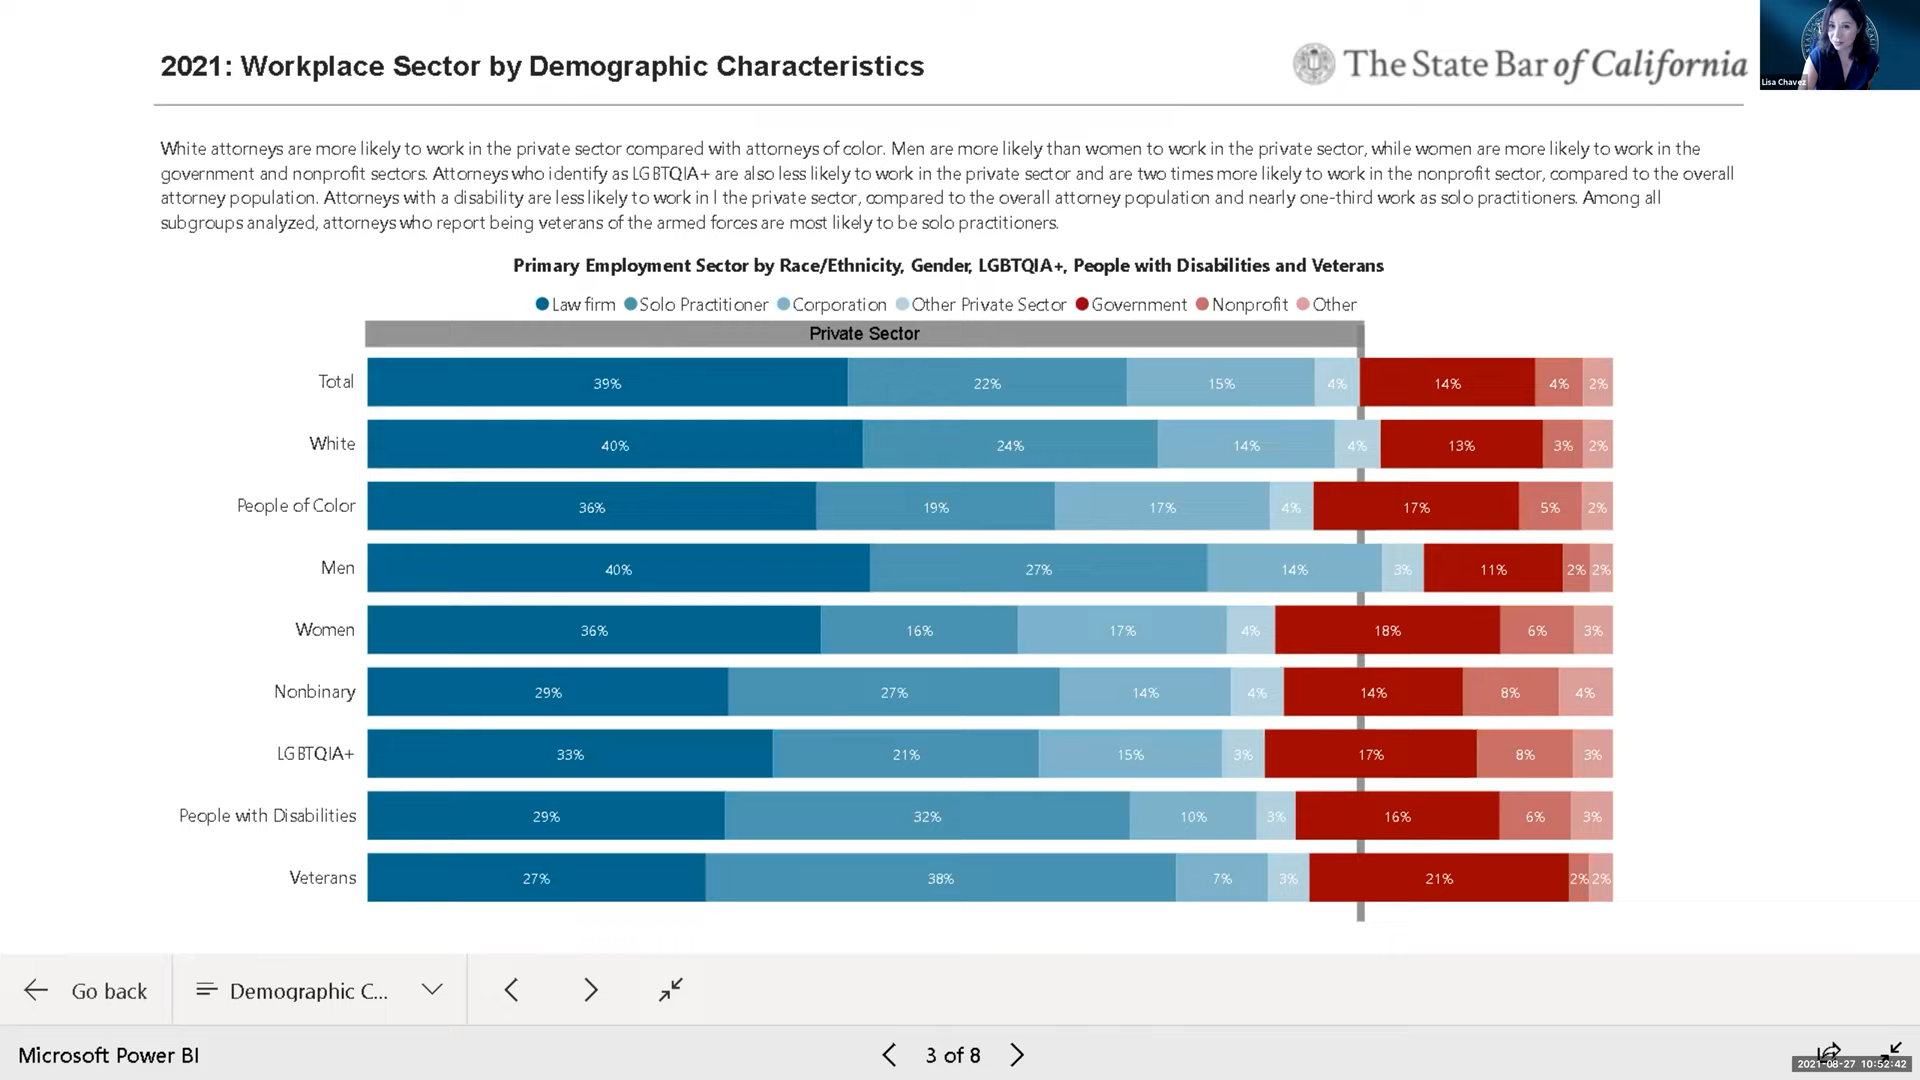 2021: Workplace Sector by Demographic Characteristics
The State Bar of California
Lisa Chavez
White attorneys are more likely to work in the private sector compared with attorneys of color. Men are more likely than women to work in the private sector, while women are more likely to work in the
government and nonprofit sectors. Attorneys who identify as LGBTQIA+ are also less likely to work in the private sector and are two times more likely to work in the nonprofit sector, compared to the overall
attorney population. Attorneys with a disability are less likely to work in l the private sector, compared to the overall attorney population and nearly one-third work as solo practitioners. Among all
subgroups analyzed, attorneys who report being veterans of the armed forces are most likely to be solo practitioners.
Primary Employment Sector by Race/Ethnicity, Gender, LGBTQIA+, People with Disabilities and Veterans
Law firm Solo Practitioner Corporation Other Private Sector Government Nonprofit Other
Private Sector
Total 39% 22% 15% 4% 14% 4% 2%
White 40% 24% 14% 4% 13% 3% 2%
People of Color 36% 19% 17% 4% 17% 5% 2%
Men 40% 27% 14% 3% 11% 2% 2%
Women 36% 16% 17% 4% 18% 6% 3%
Nonbinary 29% 27% 14% 4% 14% 8% 4%
LGBTQIA+ 33% 21% 15% 3% 17% 8% 3%
People with Disabilities 29% 32% 10% 3% 16% 6% 3%
Veterans 27% 38% 7% 3% 21% 2% 2%
Go back Demographic C...
Microsoft Power BI 3 of 8
2021-08-27 10:52:42